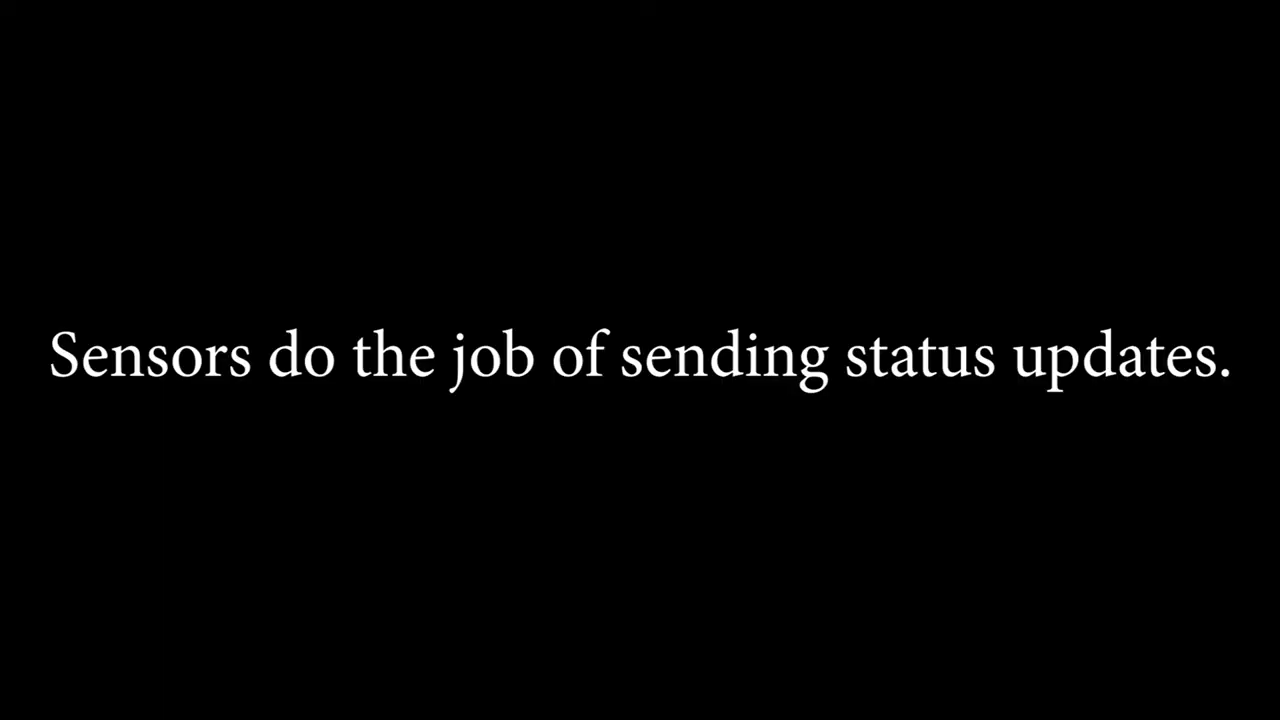 Sensors do the job of sending status updates.